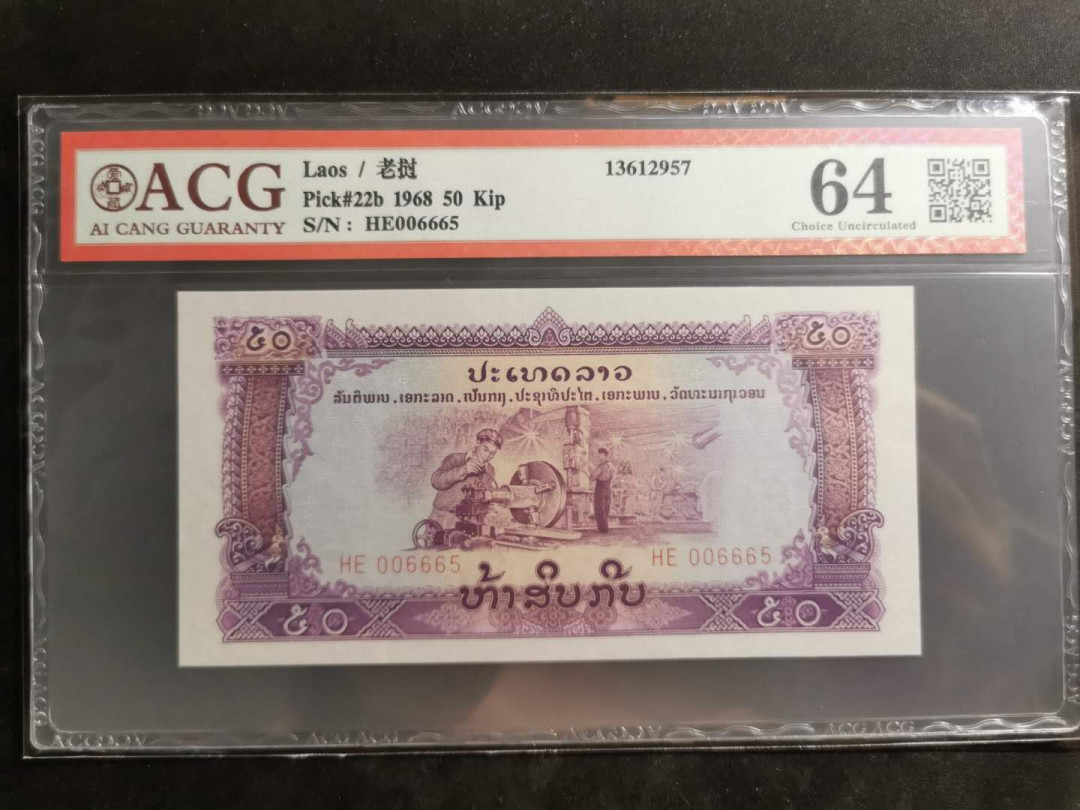 ACG
AI CANG GUARANTY
Laos / 老挝
Pick#22b 1968 50 Kip
S/N: HE006665
13612957
64
Choice Uncirculated
໕໐
໕໐
ປະເທດລາວ
ສັນຕິພາບ, ເອກະລາດ, ເປັນກາງ, ປະຊາທິປະໄຕ, ເອກະພາບ, ວັດທະນາຖາວອນ
HE 006665
HE 006665
ຫ້າສິບກີບ
໕໐
໕໐
ACG ACG